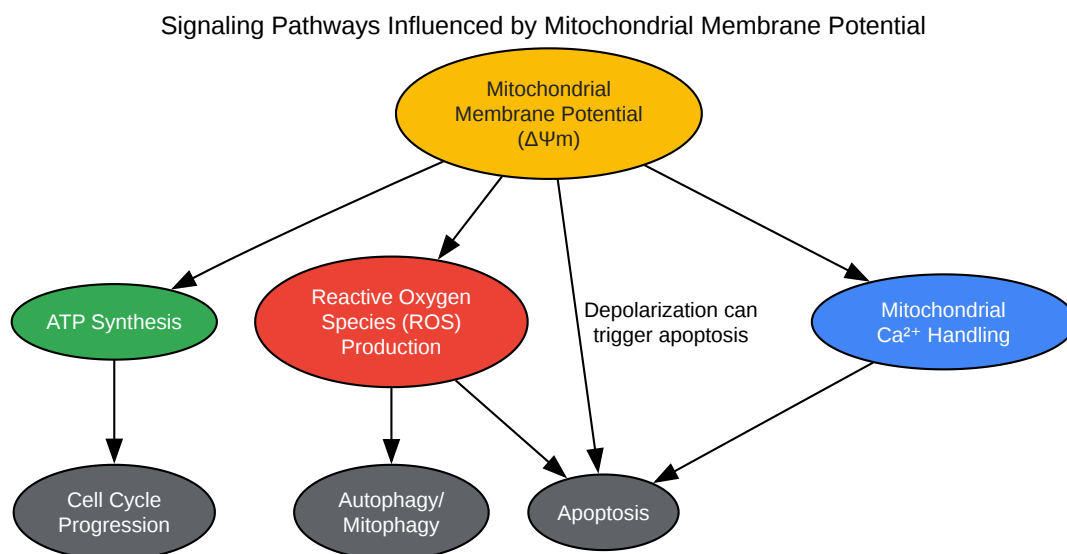 Signaling Pathways Influenced by Mitochondrial Membrane Potential
Mitochondrial
Membrane Potential
(ΔΨm)
ATP Synthesis
Reactive Oxygen
Species (ROS)
Production
Depolarization can
trigger apoptosis
Mitochondrial
Ca²⁺ Handling
Cell Cycle
Progression
Autophagy/
Mitophagy
Apoptosis